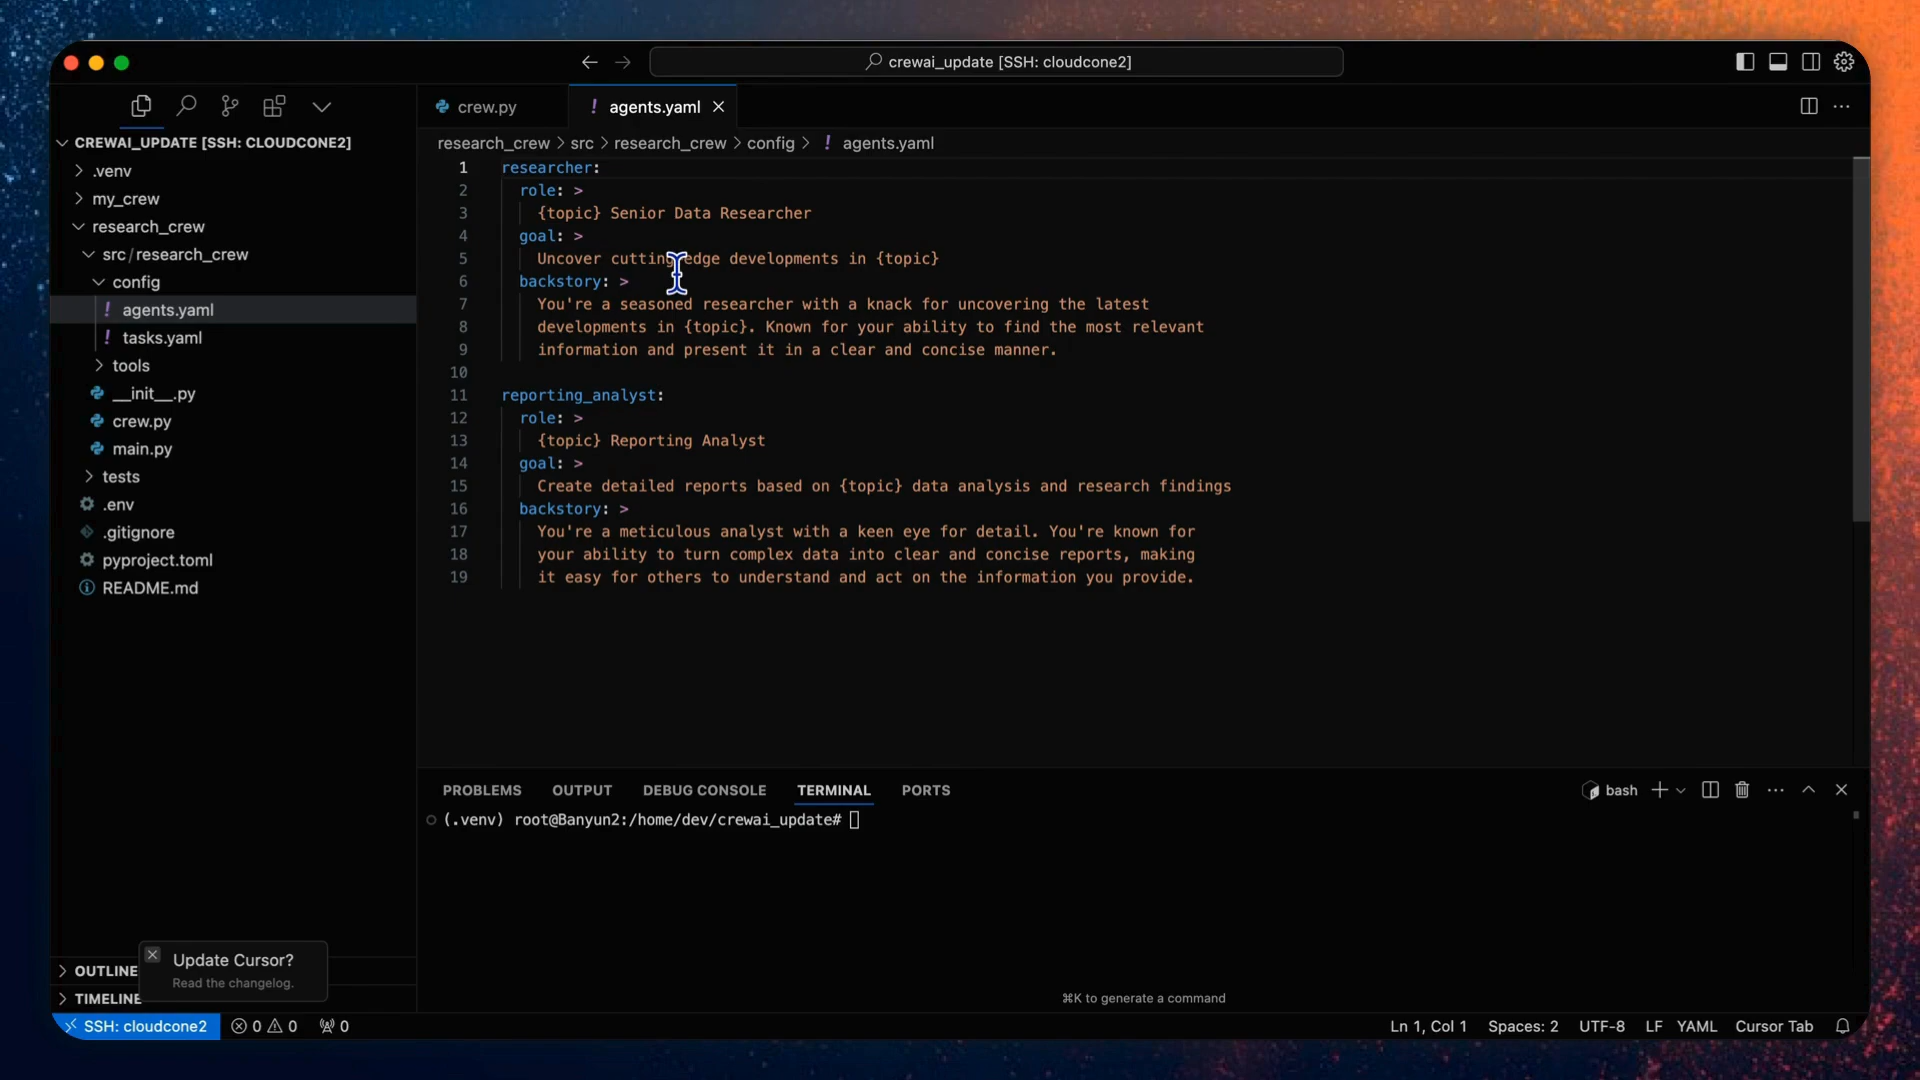 crewai_update [SSH: cloudcone2]
CREWAI_UPDATE [SSH: CLOUDCONE2]
.venv
my_crew
research_crew
src/research_crew
config
! agents.yaml
! tasks.yaml
tools
__init__.py
crew.py
main.py
tests
.env
.gitignore
pyproject.toml
README.md
OUTLINE
TIMELINE
Update Cursor?
Read the changelog.
crew.py
! agents.yaml
research_crew > src > research_crew > config > ! agents.yaml
1 researcher:
2 role: >
3 {topic} Senior Data Researcher
4 goal: >
5 Uncover cutting-edge developments in {topic}
6 backstory: >
7 You're a seasoned researcher with a knack for uncovering the latest
8 developments in {topic}. Known for your ability to find the most relevant
9 information and present it in a clear and concise manner.
10
11 reporting_analyst:
12 role: >
13 {topic} Reporting Analyst
14 goal: >
15 Create detailed reports based on {topic} data analysis and research findings
16 backstory: >
17 You're a meticulous analyst with a keen eye for detail. You're known for
18 your ability to turn complex data into clear and concise reports, making
19 it easy for others to understand and act on the information you provide.
PROBLEMS OUTPUT DEBUG CONSOLE TERMINAL PORTS
bash
(.venv) root@Banyun2:/home/dev/crewai_update#
⌘K to generate a command
SSH: cloudcone2 0 0 0
Ln 1, Col 1 Spaces: 2 UTF-8 LF YAML Cursor Tab